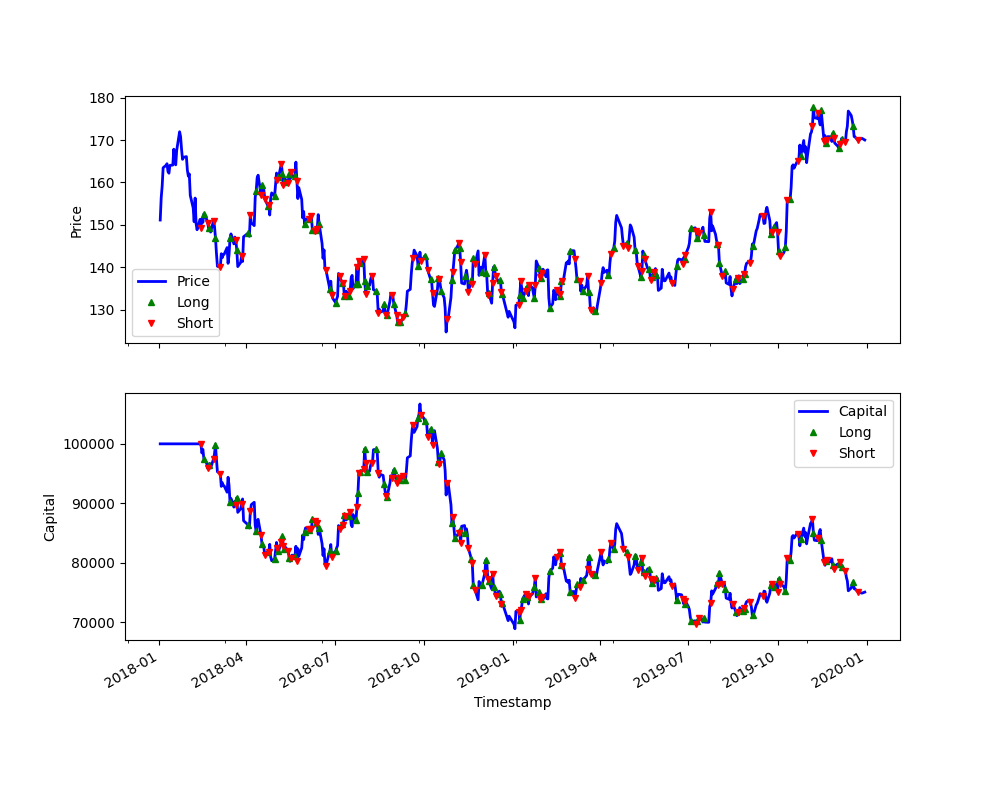 180
170
160
150
140
130
Price
Price
Long
Short
100000
90000
80000
70000
Capital
Capital
Long
Short
2018-01
2018-04
2018-07
2018-10
2019-01
2019-04
2019-07
2019-10
2020-01
Timestamp